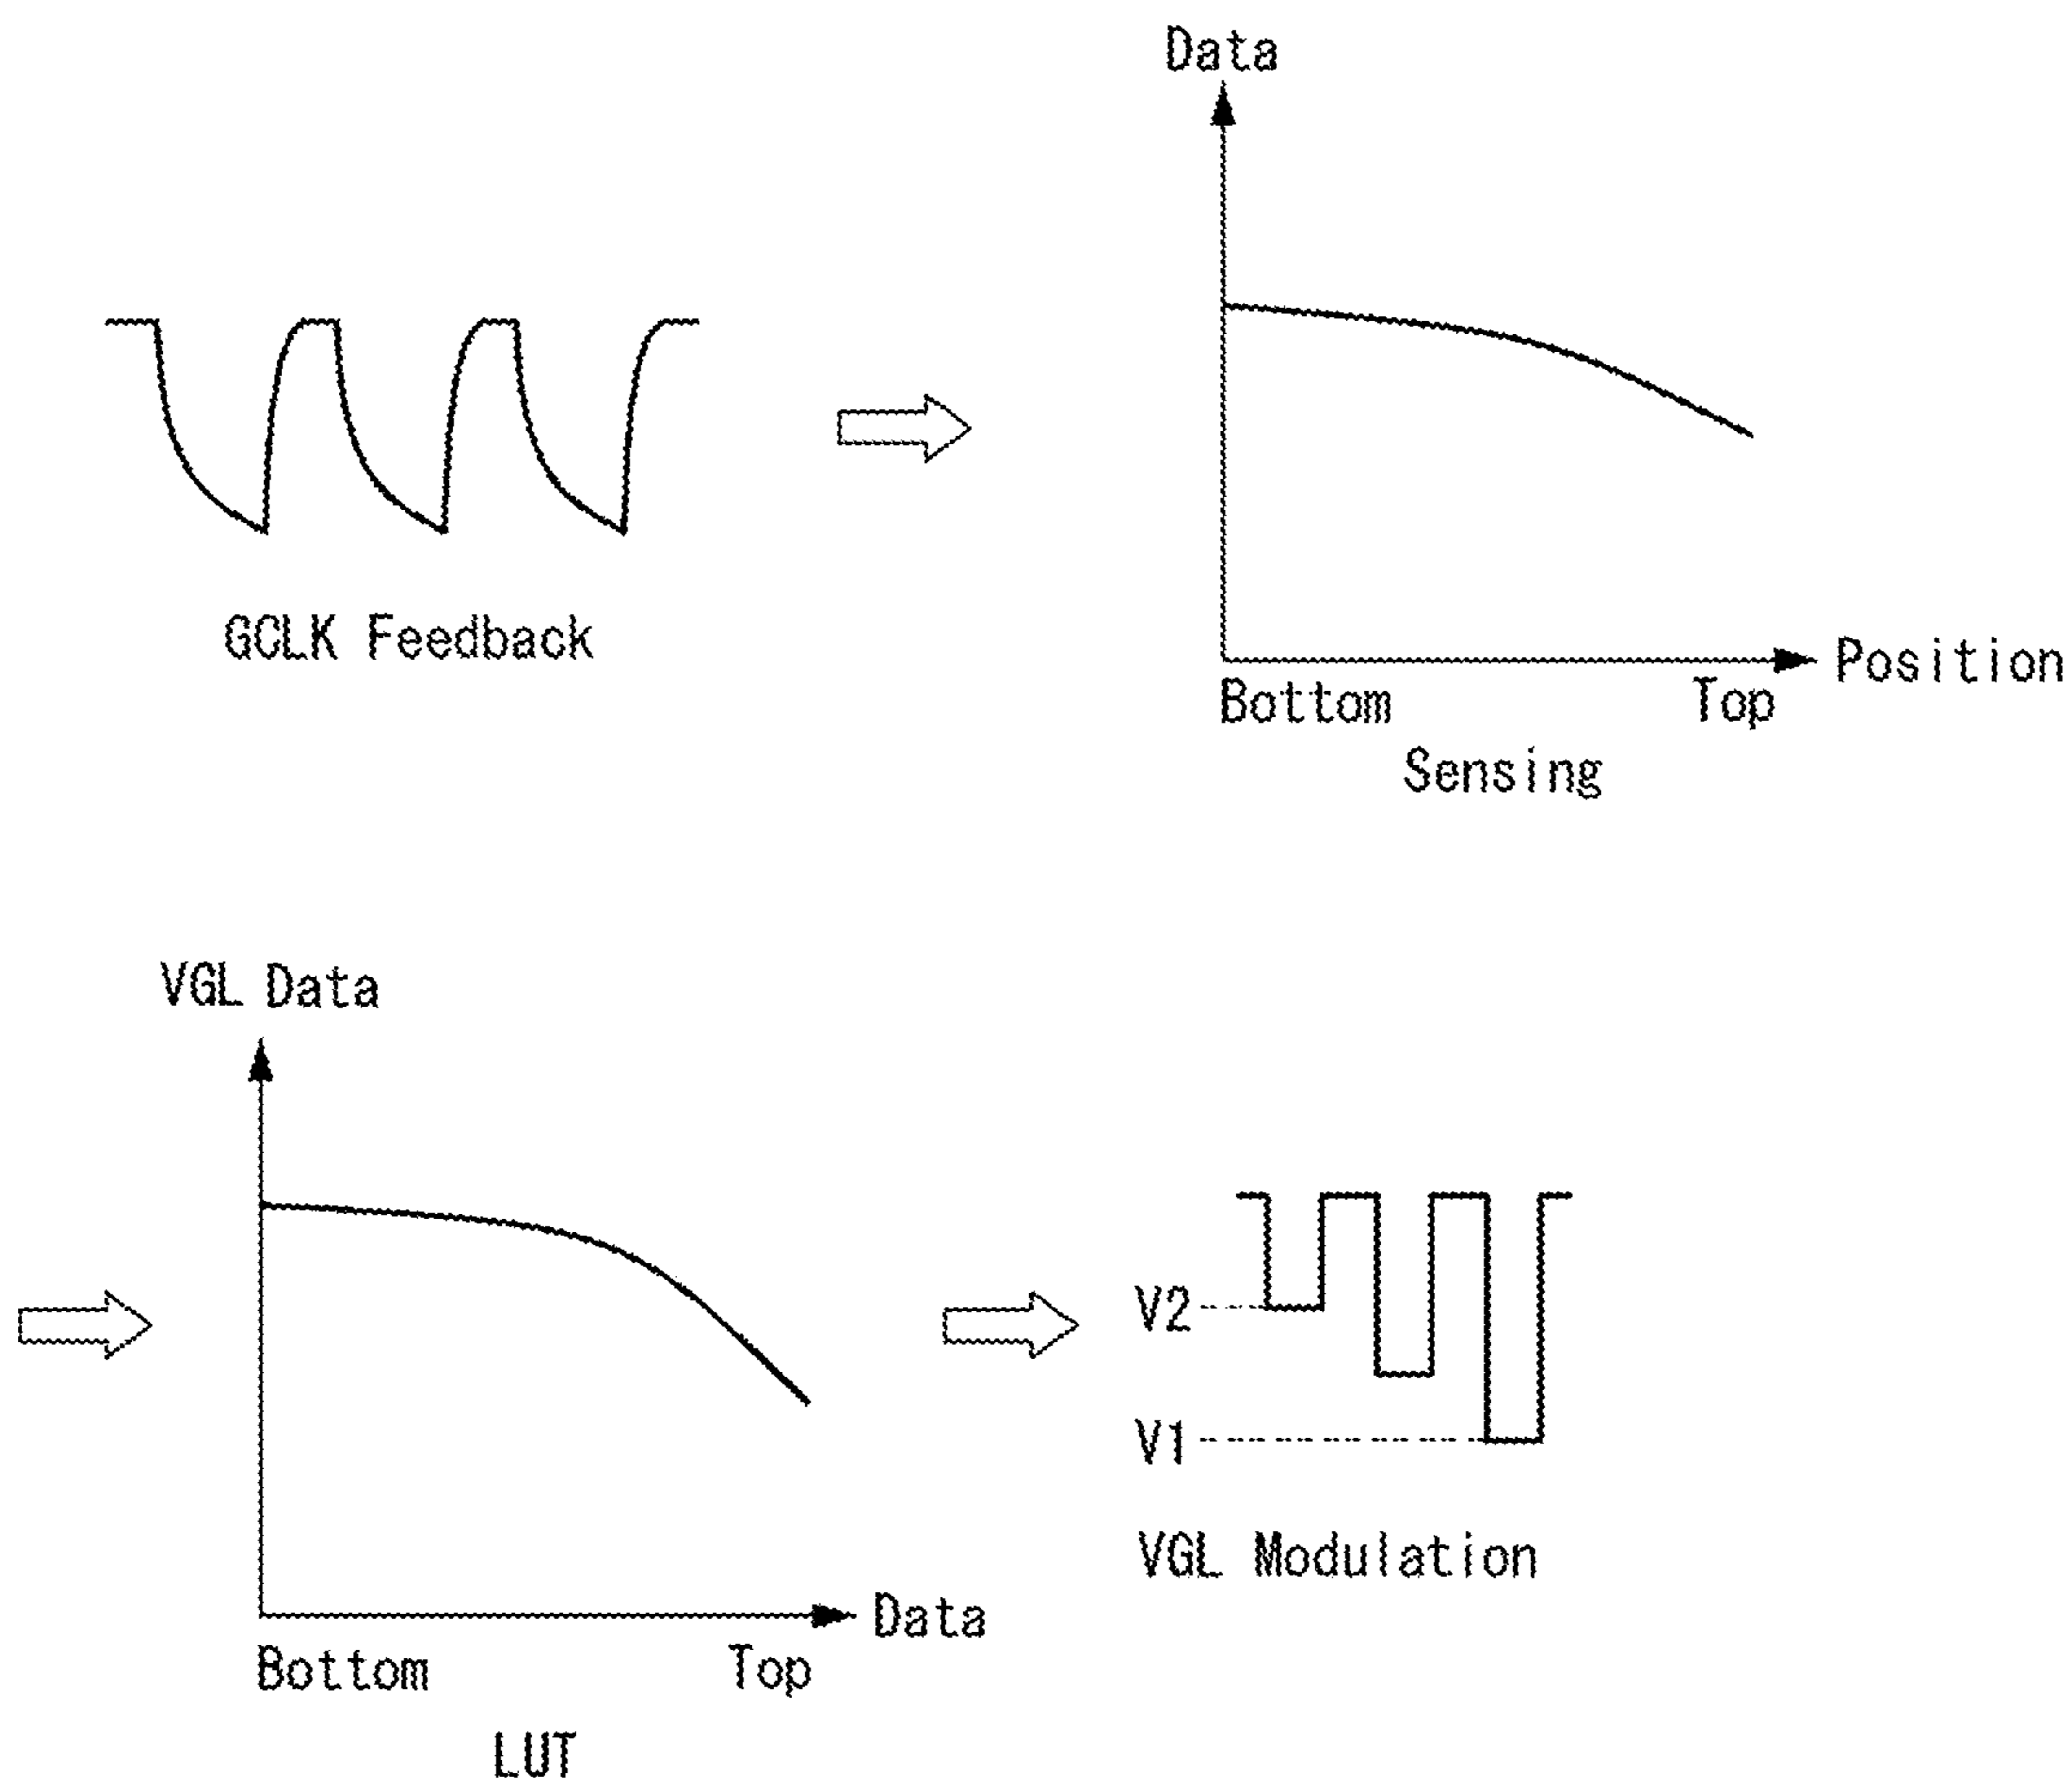 Data
GCLK Feedback
Position
Bottom Top
Sensing
VGL Data
V2
V1
VGL Modulation
Data
Bottom Top
LUT